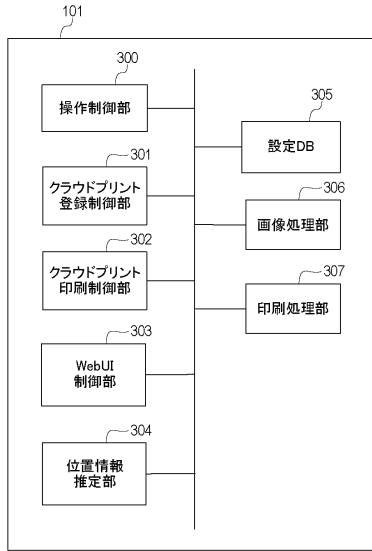 101
300
操作制御部
301
クラウドプリント
登録制御部
302
クラウドプリント
印刷制御部
303
WebUI
制御部
304
位置情報
推定部
305
設定DB
306
画像処理部
307
印刷処理部